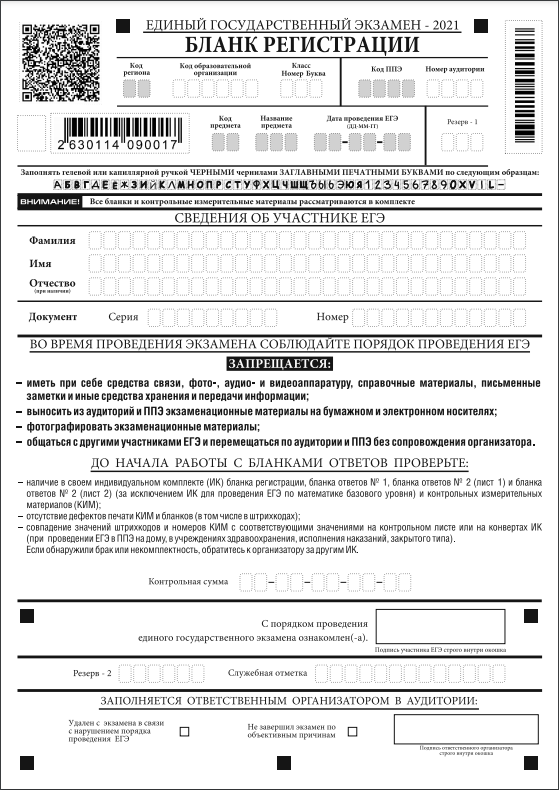 ЕДИНЫЙ ГОСУДАРСТВЕННЫЙ ЭКЗАМЕН - 2021
БЛАНК РЕГИСТРАЦИИ
Код региона
Код образовательной организации
Класс
Номер Буква
Код ППЭ
Номер аудитории
2 630114 090017
Код предмета
Название предмета
Дата проведения ЕГЭ
(ДД-ММ-ГГ)
Резерв - 1
Заполнять гелевой или капиллярной ручкой ЧЕРНЫМИ чернилами ЗАГЛАВНЫМИ ПЕЧАТНЫМИ БУКВАМИ по следующим образцам:
АБВГДЕЁЖЗИЙКЛМНОПРСТУФХЦЧШЩЪЫЬЭЮЯ1234567890XVIL-
ВНИМАНИЕ! Все бланки и контрольные измерительные материалы рассматриваются в комплекте
СВЕДЕНИЯ ОБ УЧАСТНИКЕ ЕГЭ
Фамилия
Имя
Отчество
(при наличии)
Документ Серия Номер
ВО ВРЕМЯ ПРОВЕДЕНИЯ ЭКЗАМЕНА СОБЛЮДАЙТЕ ПОРЯДОК ПРОВЕДЕНИЯ ЕГЭ
ЗАПРЕЩАЕТСЯ:
– иметь при себе средства связи, фото-, аудио- и видеоаппаратуру, справочные материалы, письменные
заметки и иные средства хранения и передачи информации;
– выносить из аудиторий и ППЭ экзаменационные материалы на бумажном и электронном носителях;
– фотографировать экзаменационные материалы;
– общаться с другими участниками ЕГЭ и перемещаться по аудитории и ППЭ без сопровождения организатора.
ДО НАЧАЛА РАБОТЫ С БЛАНКАМИ ОТВЕТОВ ПРОВЕРЬТЕ:
– наличие в своем индивидуальном комплекте (ИК) бланка регистрации, бланка ответов № 1, бланка ответов № 2 (лист 1) и бланка
ответов № 2 (лист 2) (за исключением ИК для проведения ЕГЭ по математике базового уровня) и контрольных измерительных
материалов (КИМ);
– отсутствие дефектов печати КИМ и бланков (в том числе в штрихкодах);
– совпадение значений штрихкодов и номеров КИМ с соответствующими значениями на контрольном листе или на конвертах ИК
(при проведении ЕГЭ в ППЭ на дому, в учреждениях здравоохранения, исполнения наказаний, закрытого типа).
Если обнаружили брак или некомплектность, обратитесь к организатору за другим ИК.
Контрольная сумма
С порядком проведения
единого государственного экзамена ознакомлен(-а).
Подпись участника ЕГЭ строго внутри окошка
Резерв - 2 Служебная отметка
ЗАПОЛНЯЕТСЯ ОТВЕТСТВЕННЫМ ОРГАНИЗАТОРОМ В АУДИТОРИИ:
Удален с экзамена в связи
с нарушением порядка
проведения ЕГЭ
Не завершил экзамен по
объективным причинам
Подпись ответственного организатора
строго внутри окошка